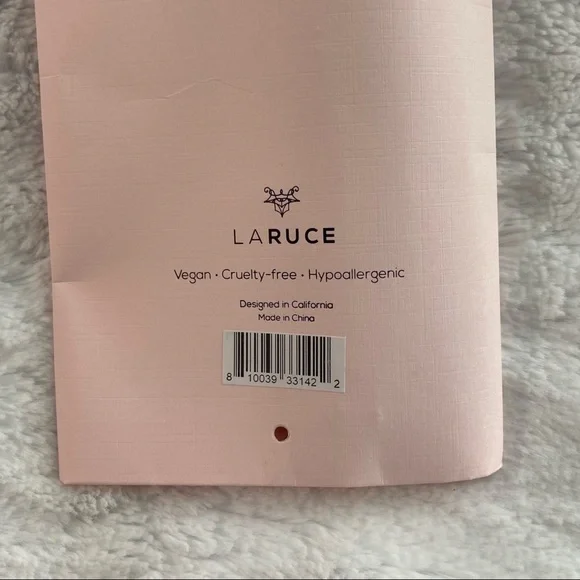 LARUCE
Vegan • Cruelty-free • Hypoallergenic
Designed in California
Made in China
8 10039 33142 2